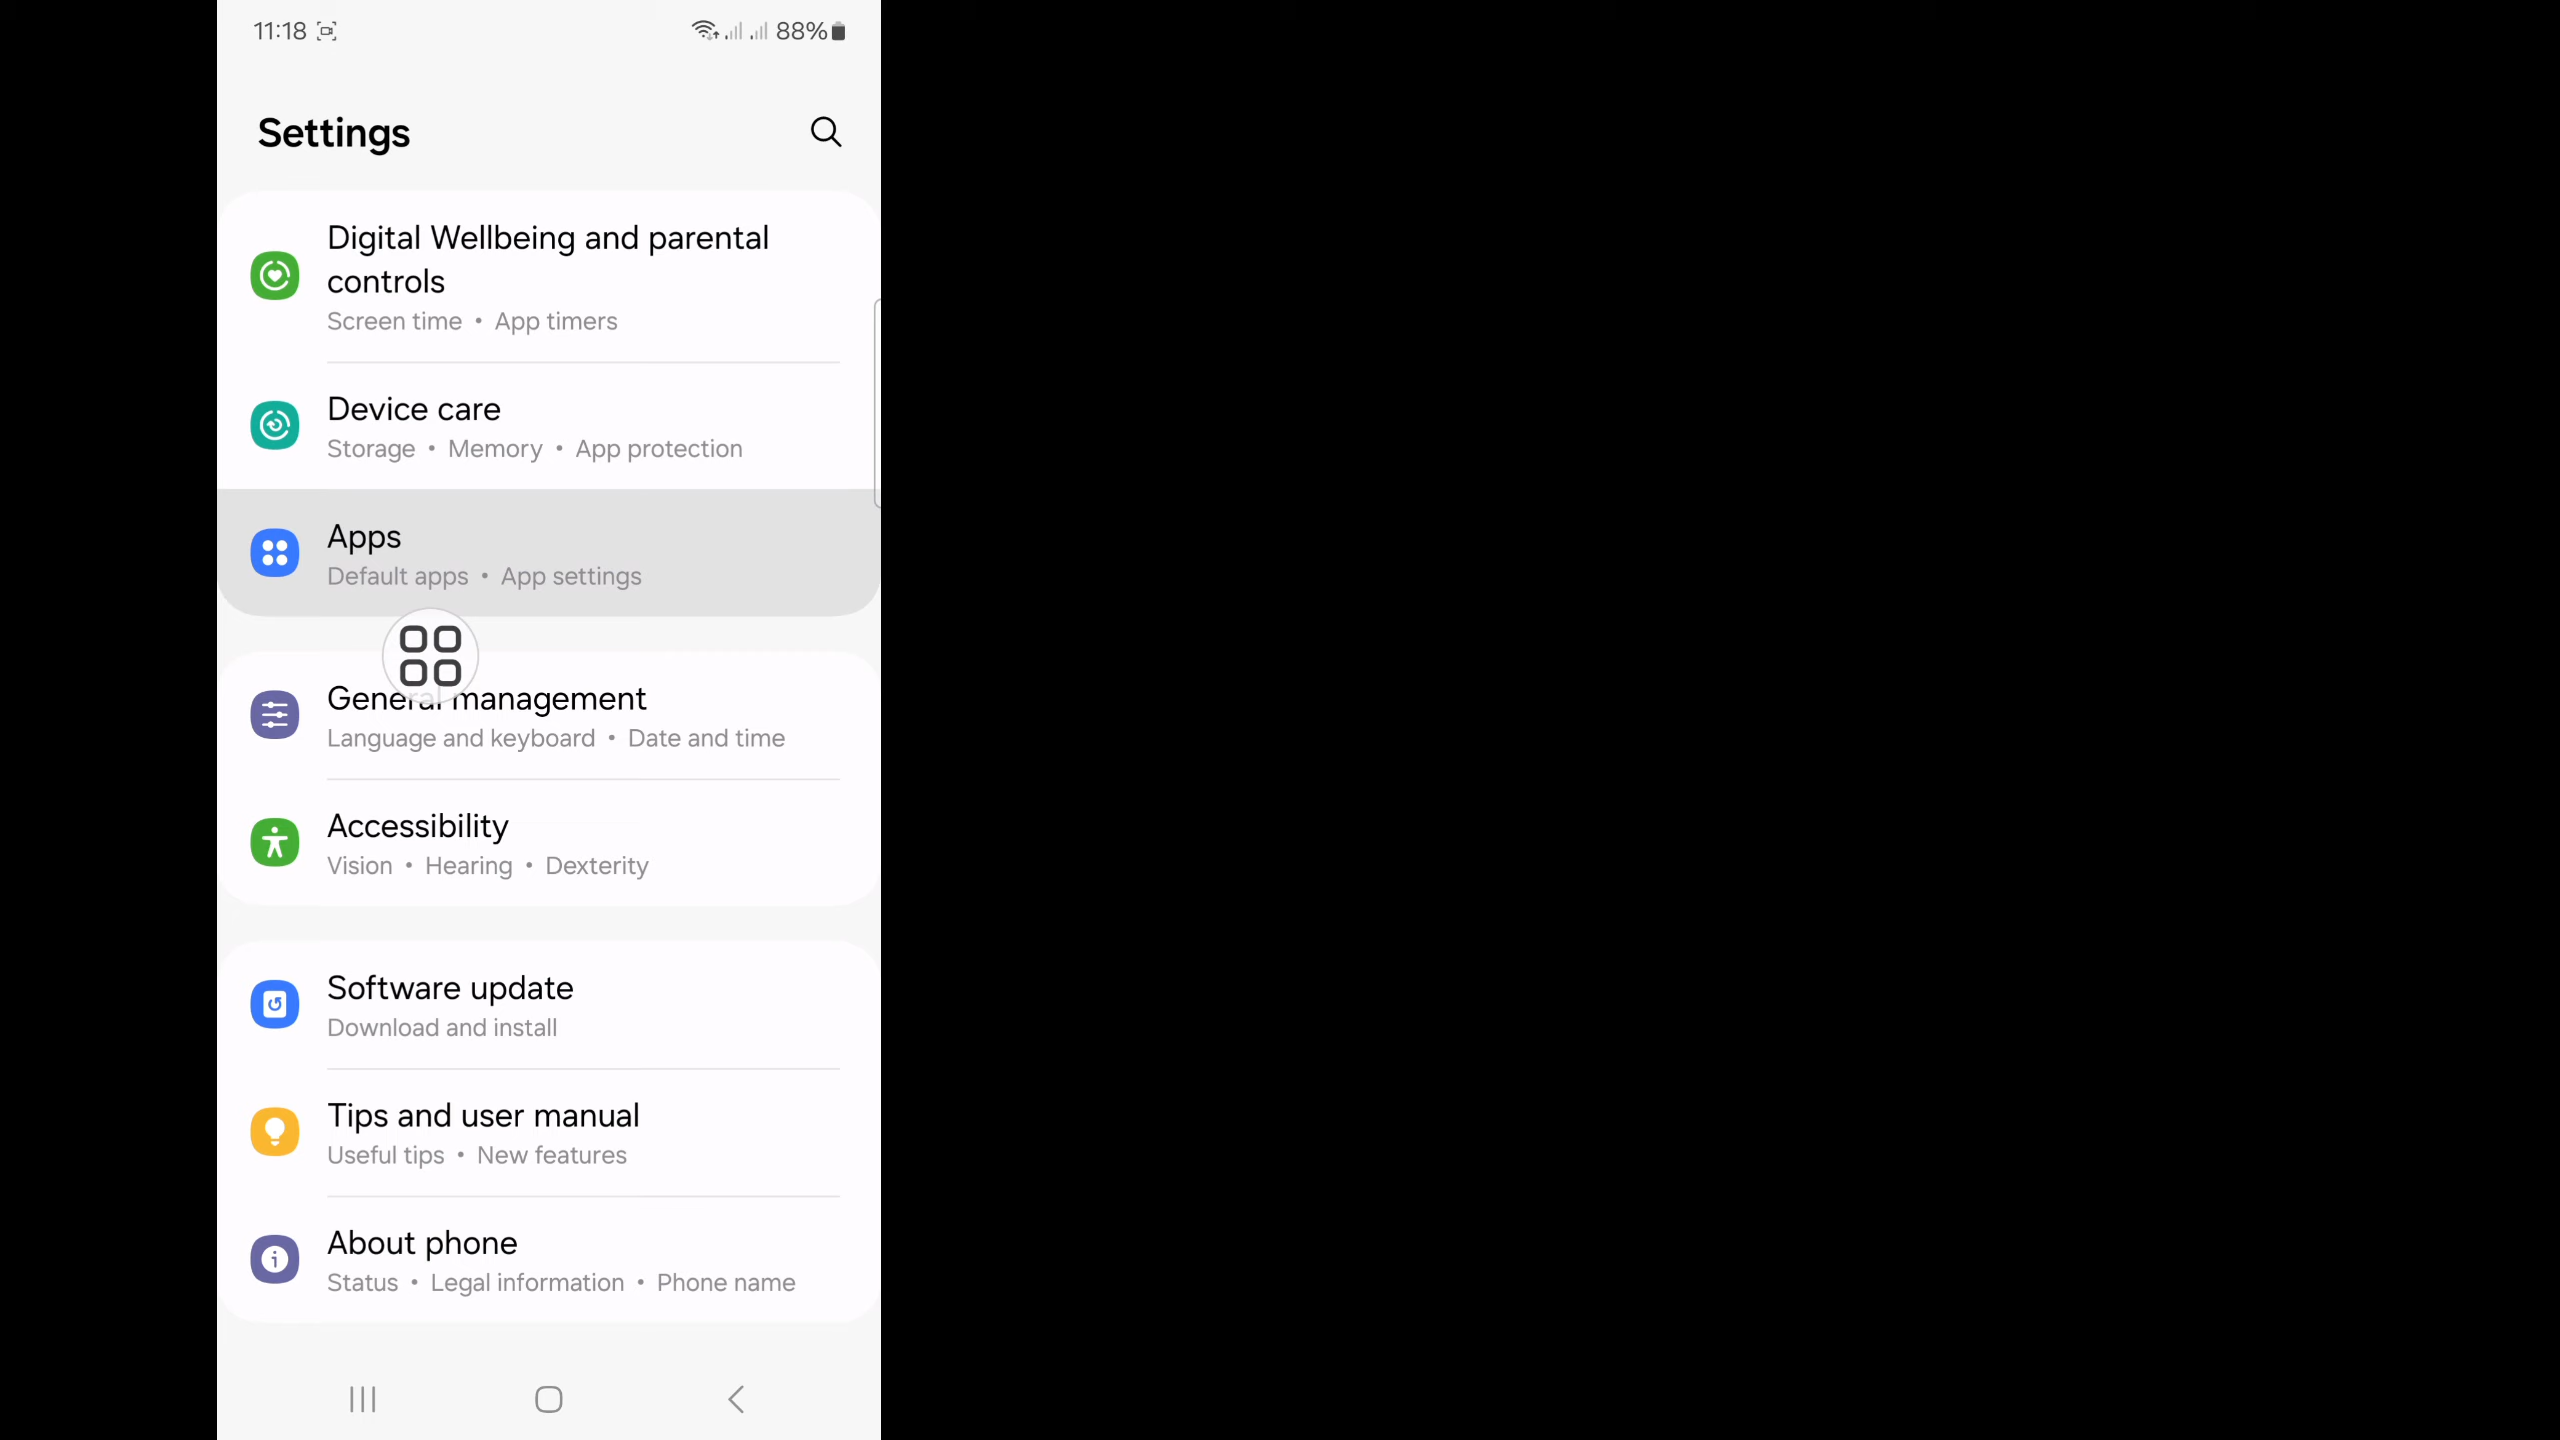 11:18 88%
Settings
Digital Wellbeing and parental
controls
Screen time • App timers
Device care
Storage • Memory • App protection
Apps
Default apps • App settings
General management
Language and keyboard • Date and time
Accessibility
Vision • Hearing • Dexterity
Software update
Download and install
Tips and user manual
Useful tips • New features
About phone
Status • Legal information • Phone name